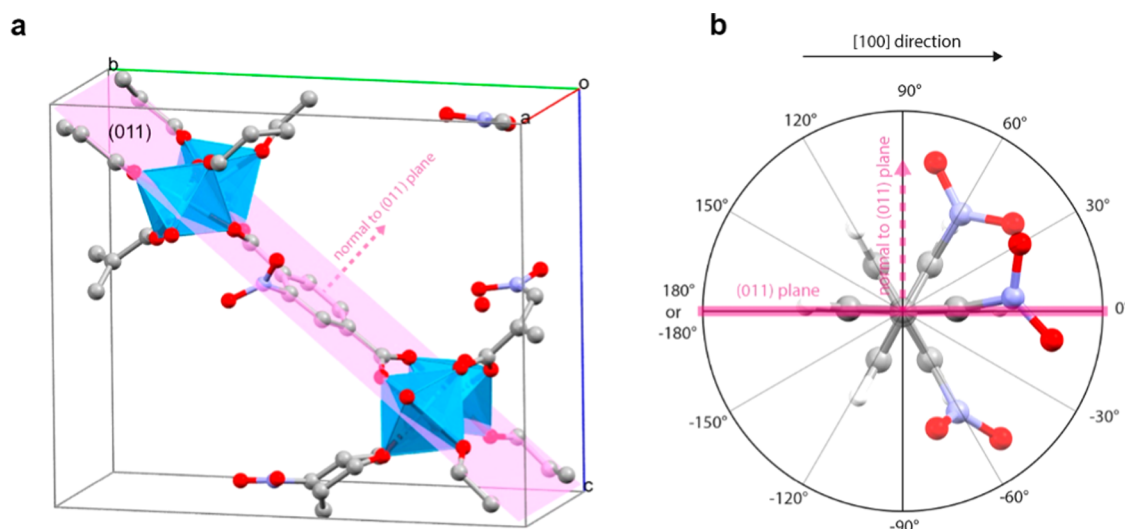 a
b
o
a
(011)
normal to (011) plane
c
b
[100] direction
90°
120°
60°
150°
30°
normal to (011) plane
180°
or
-180°
(011) plane
0°
-150°
-30°
-120°
-60°
-90°